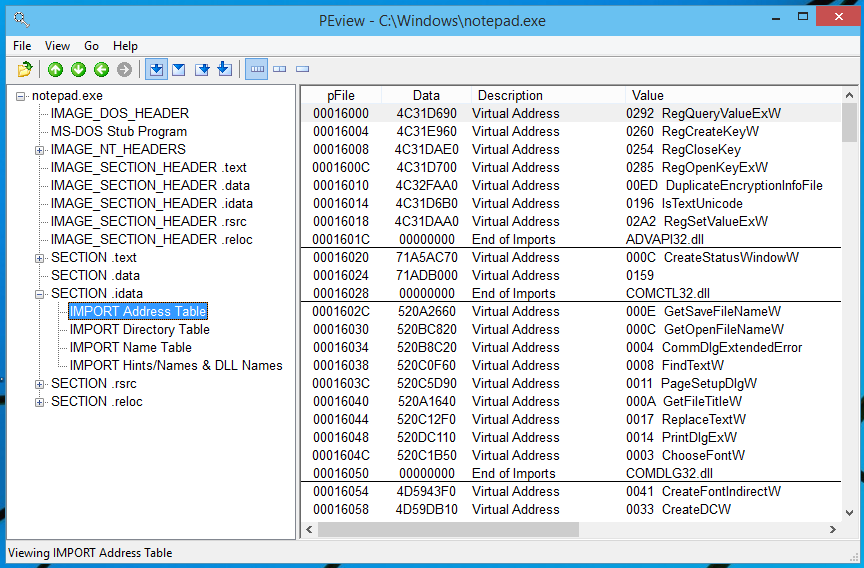 PEview - C:\Windows\notepad.exe
File View Go Help
notepad.exe
IMAGE_DOS_HEADER
MS-DOS Stub Program
IMAGE_NT_HEADERS
IMAGE_SECTION_HEADER .text
IMAGE_SECTION_HEADER .data
IMAGE_SECTION_HEADER .idata
IMAGE_SECTION_HEADER .rsrc
IMAGE_SECTION_HEADER .reloc
SECTION .text
SECTION .data
SECTION .idata
IMPORT Address Table
IMPORT Directory Table
IMPORT Name Table
IMPORT Hints/Names & DLL Names
SECTION .rsrc
SECTION .reloc
pFile Data Description Value
00016000 4C31D690 Virtual Address 0292 RegQueryValueExW
00016004 4C31E960 Virtual Address 0260 RegCreateKeyW
00016008 4C31DAE0 Virtual Address 0254 RegCloseKey
0001600C 4C31D700 Virtual Address 0285 RegOpenKeyExW
00016010 4C32FAA0 Virtual Address 00ED DuplicateEncryptionInfoFile
00016014 4C31D6B0 Virtual Address 0196 IsTextUnicode
00016018 4C31DAA0 Virtual Address 02A2 RegSetValueExW
0001601C 00000000 End of Imports ADVAPI32.dll
00016020 71A5AC70 Virtual Address 000C CreateStatusWindowW
00016024 71ADB000 Virtual Address 0159
00016028 00000000 End of Imports COMCTL32.dll
0001602C 520A2660 Virtual Address 000E GetSaveFileNameW
00016030 520BC820 Virtual Address 000C GetOpenFileNameW
00016034 520B8C20 Virtual Address 0004 CommDlgExtendedError
00016038 520C0F60 Virtual Address 0008 FindTextW
0001603C 520C5D90 Virtual Address 0011 PageSetupDlgW
00016040 520A1640 Virtual Address 000A GetFileTitleW
00016044 520C12F0 Virtual Address 0017 ReplaceTextW
00016048 520DC110 Virtual Address 0014 PrintDlgExW
0001604C 520C1B50 Virtual Address 0003 ChooseFontW
00016050 00000000 End of Imports COMDLG32.dll
00016054 4D5943F0 Virtual Address 0041 CreateFontIndirectW
00016058 4D59DB10 Virtual Address 0033 CreateDCW
Viewing IMPORT Address Table